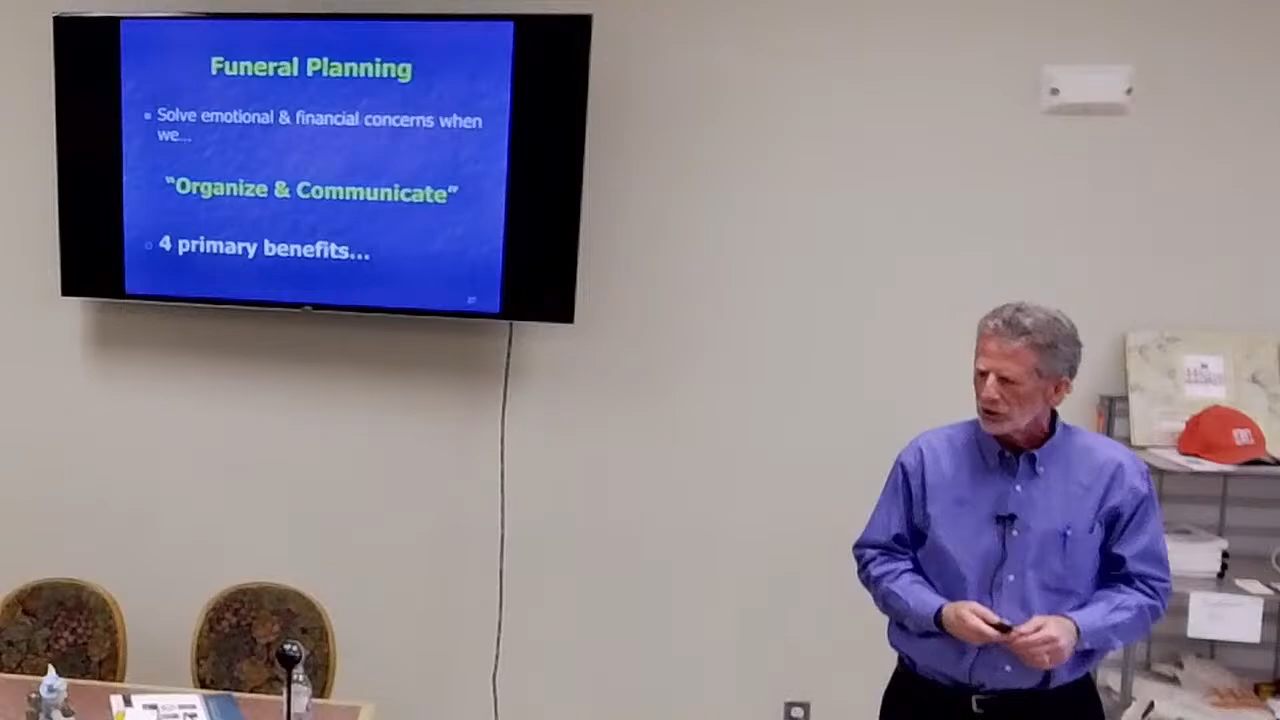 Funeral Planning
Solve emotional & financial concerns when
we...
"Organize & Communicate"
4 primary benefits...